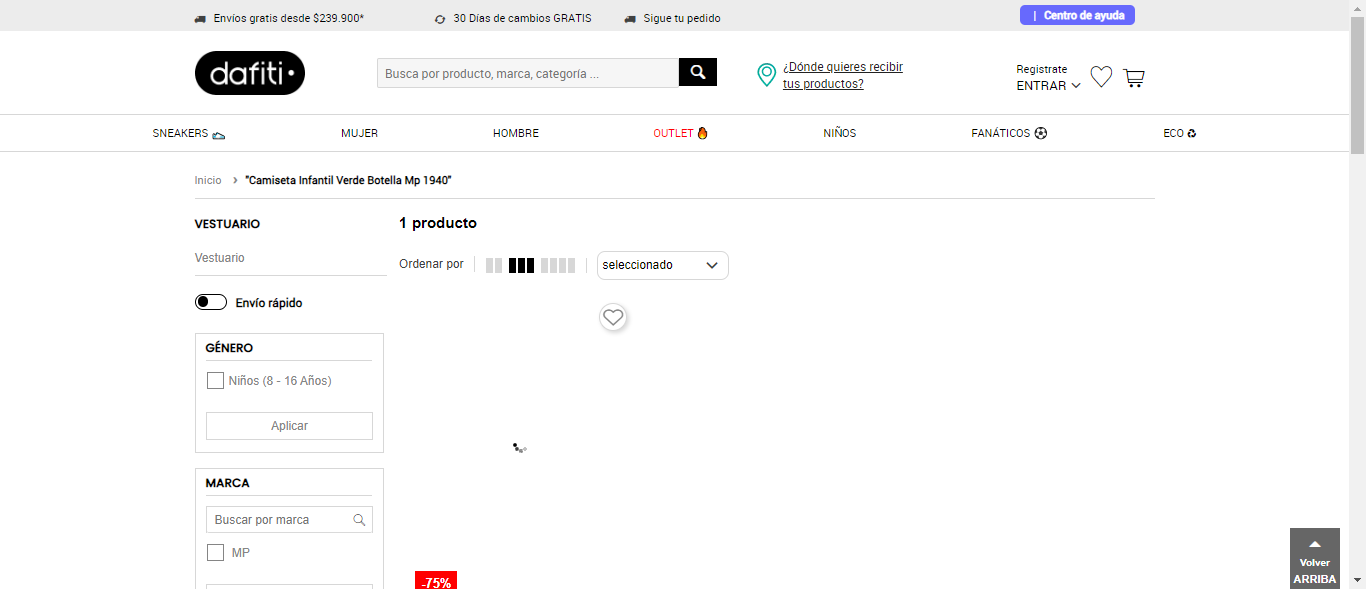 Envíos gratis desde $239.900*
30 Días de cambios GRATIS
Sigue tu pedido
| Centro de ayuda
dafiti
Busca por producto, marca, categoría ...
¿Dónde quieres recibir
tus productos?
Registrate
ENTRAR
SNEAKERS
MUJER
HOMBRE
OUTLET
NIÑOS
FANÁTICOS
ECO
Inicio › "Camiseta Infantil Verde Botella Mp 1940"
VESTUARIO
Vestuario
Envío rápido
GÉNERO
Niños (8 - 16 Años)
Aplicar
MARCA
Buscar por marca
MP
1 producto
Ordenar por
seleccionado
-75%
Volver
ARRIBA